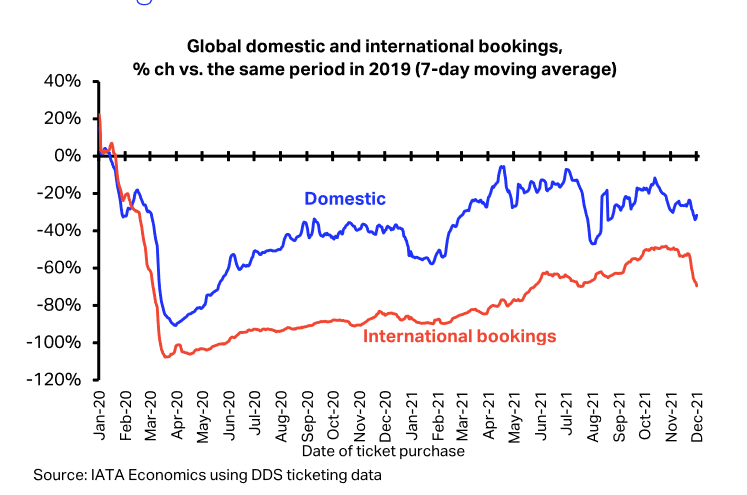 Global domestic and international bookings,
% ch vs. the same period in 2019 (7-day moving average)
40%
20%
0%
-20%
-40%
-60%
-80%
-100%
-120%
Domestic
International bookings
Jan-20
Feb-20
Mar-20
Apr-20
May-20
Jun-20
Jul-20
Aug-20
Sep-20
Oct-20
Nov-20
Dec-20
Jan-21
Feb-21
Mar-21
Apr-21
May-21
Jun-21
Jul-21
Aug-21
Sep-21
Oct-21
Nov-21
Dec-21
Date of ticket purchase
Source: IATA Economics using DDS ticketing data